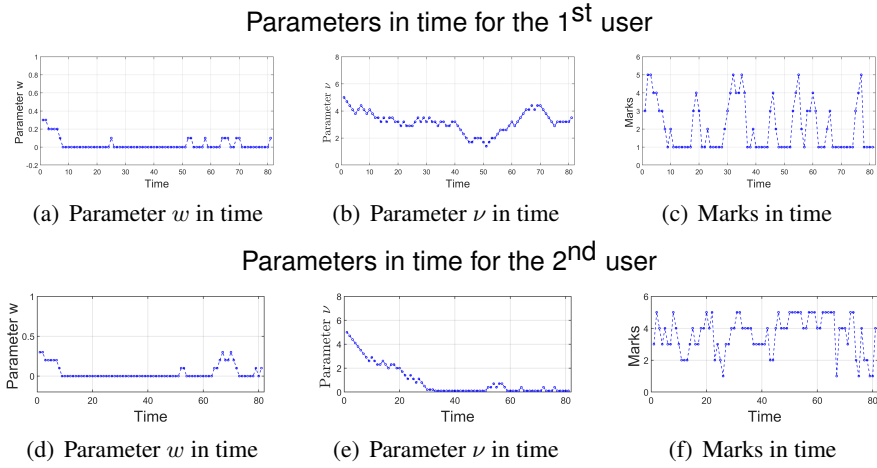 Parameters in time for the 1st user
1
0.8
0.6
0.4
0.2
0
-0.2
Parameter w
0 10 20 30 40 50 60 70 80
Time
8
6
4
2
0
Parameter ν
0 10 20 30 40 50 60 70 80
Time
6
5
4
3
2
1
0
Marks
0 10 20 30 40 50 60 70 80
Time
(a) Parameter w in time
(b) Parameter ν in time
(c) Marks in time
Parameters in time for the 2nd user
1
0.5
0
Parameter w
0 20 40 60 80
Time
8
6
4
2
0
Parameter ν
0 20 40 60 80
Time
6
4
2
0
Marks
0 20 40 60 80
Time
(d) Parameter w in time
(e) Parameter ν in time
(f) Marks in time